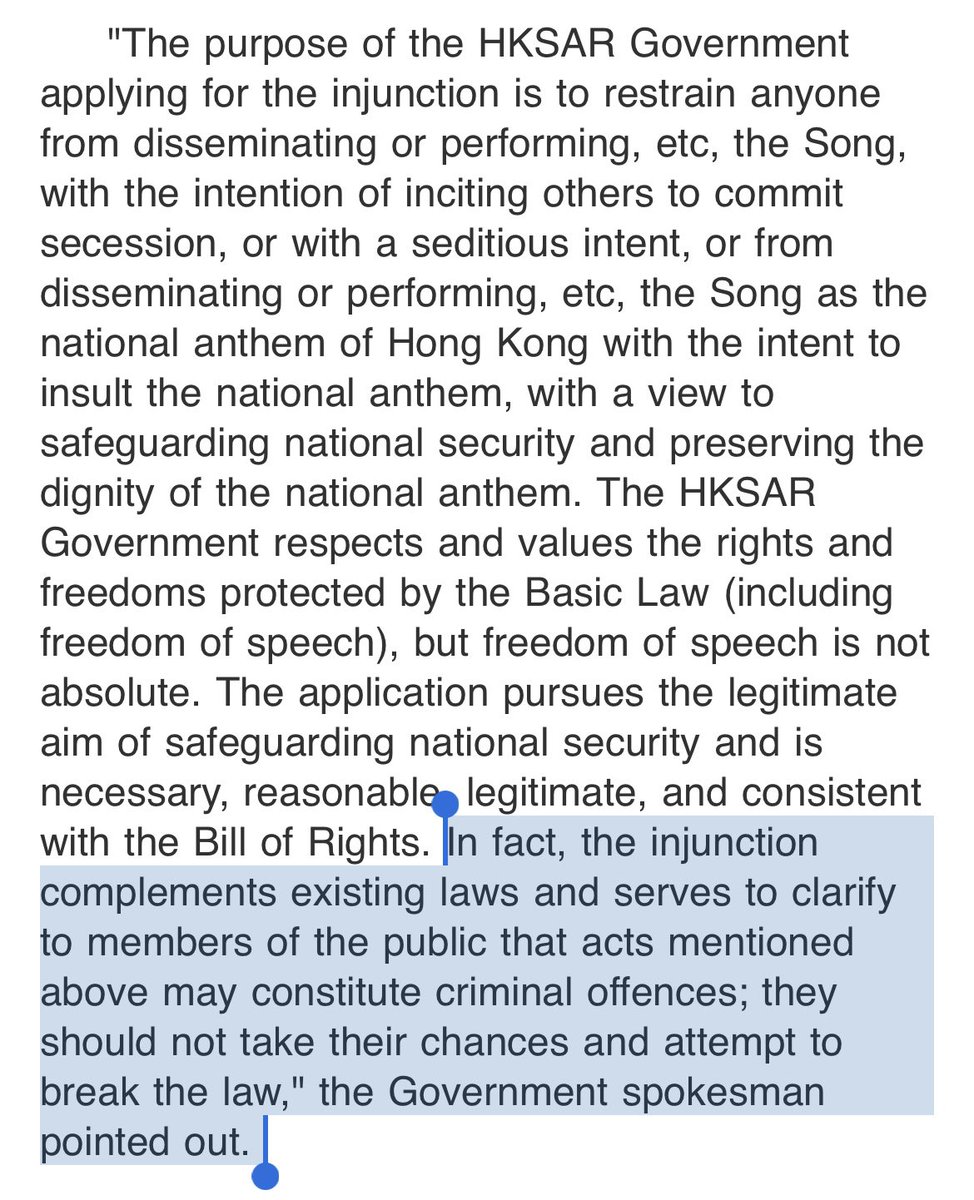 "The purpose of the HKSAR Government
applying for the injunction is to restrain anyone
from disseminating or performing, etc, the Song,
with the intention of inciting others to commit
secession, or with a seditious intent, or from
disseminating or performing, etc, the Song as the
national anthem of Hong Kong with the intent to
insult the national anthem, with a view to
safeguarding national security and preserving the
dignity of the national anthem. The HKSAR
Government respects and values the rights and
freedoms protected by the Basic Law (including
freedom of speech), but freedom of speech is not
absolute. The application pursues the legitimate
aim of safeguarding national security and is
necessary, reasonable, legitimate, and consistent
with the Bill of Rights. In fact, the injunction
complements existing laws and serves to clarify
to members of the public that acts mentioned
above may constitute criminal offences; they
should not take their chances and attempt to
break the law," the Government spokesman
pointed out.